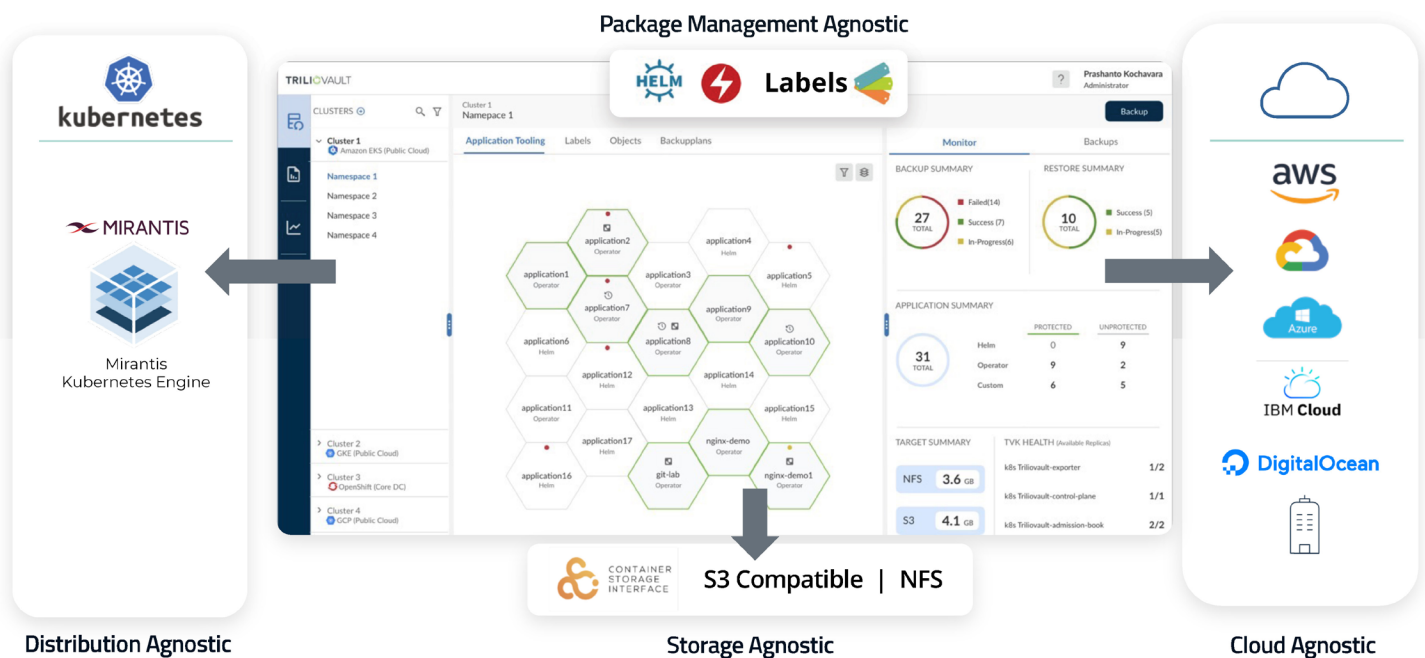 Package Management Agnostic
HELM
Labels
kubernetes
MIRANTIS
Mirantis
Kubernetes Engine
Distribution Agnostic
TRILIOVAULT
?
Prashanto Kochavara
Administrator
CLUSTERS
Cluster 1
Amazon EKS (Public Cloud)
Namespace 1
Namespace 2
Namespace 3
Namespace 4
Cluster 2
GKE (Public Cloud)
Cluster 3
OpenShift (Core DC)
Cluster 4
GCP (Public Cloud)
Cluster 1
Namepace 1
Backup
Application Tooling
Labels
Objects
Backupplans
application2
Operator
application4
Helm
application1
Operator
application3
Operator
application5
Helm
application7
Operator
application9
Operator
application6
Helm
application8
Operator
application10
Operator
application12
Helm
application14
Helm
application11
Operator
application13
Helm
application15
Helm
application17
Helm
nginx-demo
Operator
application16
Helm
git-lab
Operator
nginx-demo1
Operator
Monitor
Backups
BACKUP SUMMARY
27
TOTAL
Failed(14)
Success (7)
In-Progress(6)
RESTORE SUMMARY
10
TOTAL
Success (5)
In-Progress(5)
APPLICATION SUMMARY
31
TOTAL
PROTECTED UNPROTECTED
Helm 0 9
Operator 9 2
Custom 6 5
TARGET SUMMARY
NFS 3.6 GB
S3 4.1 GB
TVK HEALTH (Available Replicas)
k8s Triliovault-exporter 1/2
k8s Triliovault-control-plane 1/1
k8s Triliovault-admission-book 2/2
CONTAINER
STORAGE
INTERFACE
S3 Compatible | NFS
Storage Agnostic
aws
Azure
IBM Cloud
DigitalOcean
Cloud Agnostic